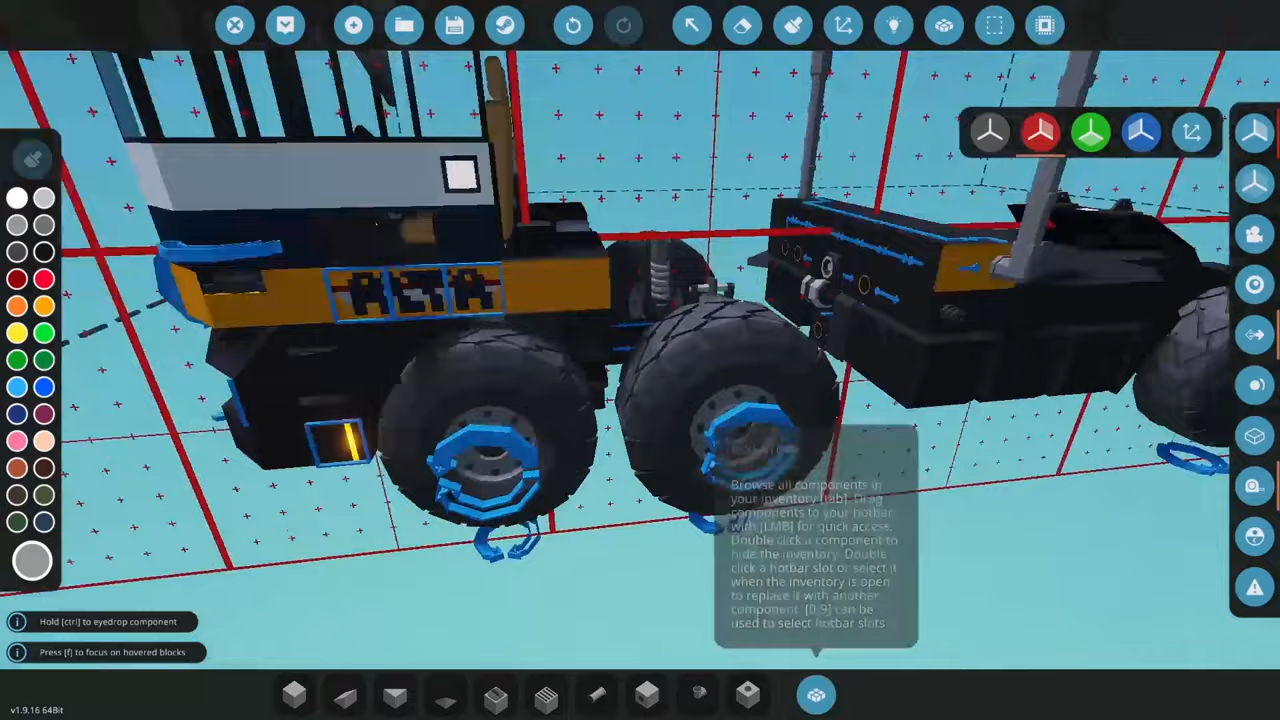 Browse all components in
your inventory [tab]. Drag
components to your hotbar
with [LMB] for quick access.
Double click a component to
hide the inventory. Double
click a hotbar slot or select it
when the inventory is open
to replace it with another
component. [0,9] can be
used to select hotbar slots
Hold [ctrl] to eyedrop component
Press [f] to focus on hovered blocks
v1.9.16 64Bit